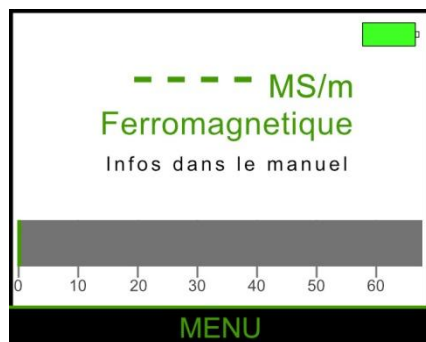 ---- MS/m
Ferromagnetique
Infos dans le manuel
0 10 20 30 40 50 60
MENU